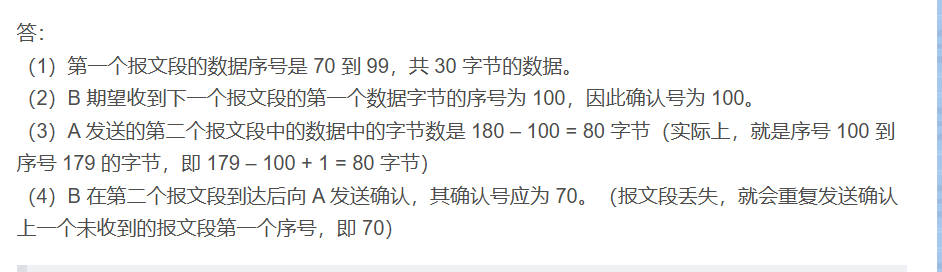 答：
（1）第一个报文段的数据序号是 70 到 99，共 30 字节的数据。
（2）B 期望收到下一个报文段的第一个数据字节的序号为 100，因此确认号为 100。
（3）A 发送的第二个报文段中的数据中的字节数是 180 – 100 = 80 字节（实际上，就是序号 100 到
序号 179 的字节，即 179 – 100 + 1 = 80 字节）
（4）B 在第二个报文段到达后向 A 发送确认，其确认号应为 70。（报文段丢失，就会重复发送确认
上一个未收到的报文段第一个序号，即 70）